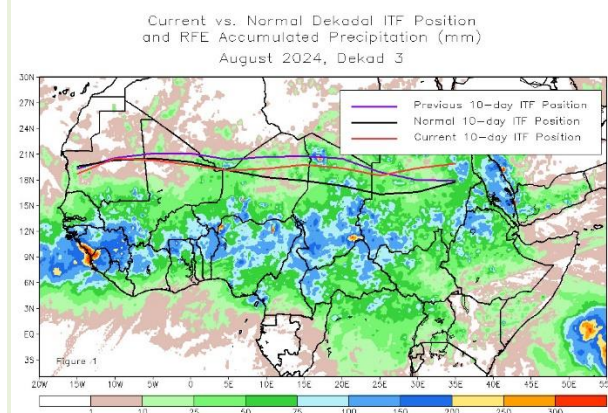 Current vs. Normal Dekadal ITF Position
and RFE Accumulated Precipitation (mm)
August 2024, Dekad 3
30N
27N
24N
21N
18N
15N
12N
9N
6N
3N
EQ
3S
Previous 10-day ITF Position
Normal 10-day ITF Position
Current 10-day ITF Position
Figure 1
20W 15W 10W 5W 0 5E 10E 15E 20E 25E 30E 35E 40E 45E 50E 55E
1 10 25 50 75 100 150 200 250 300